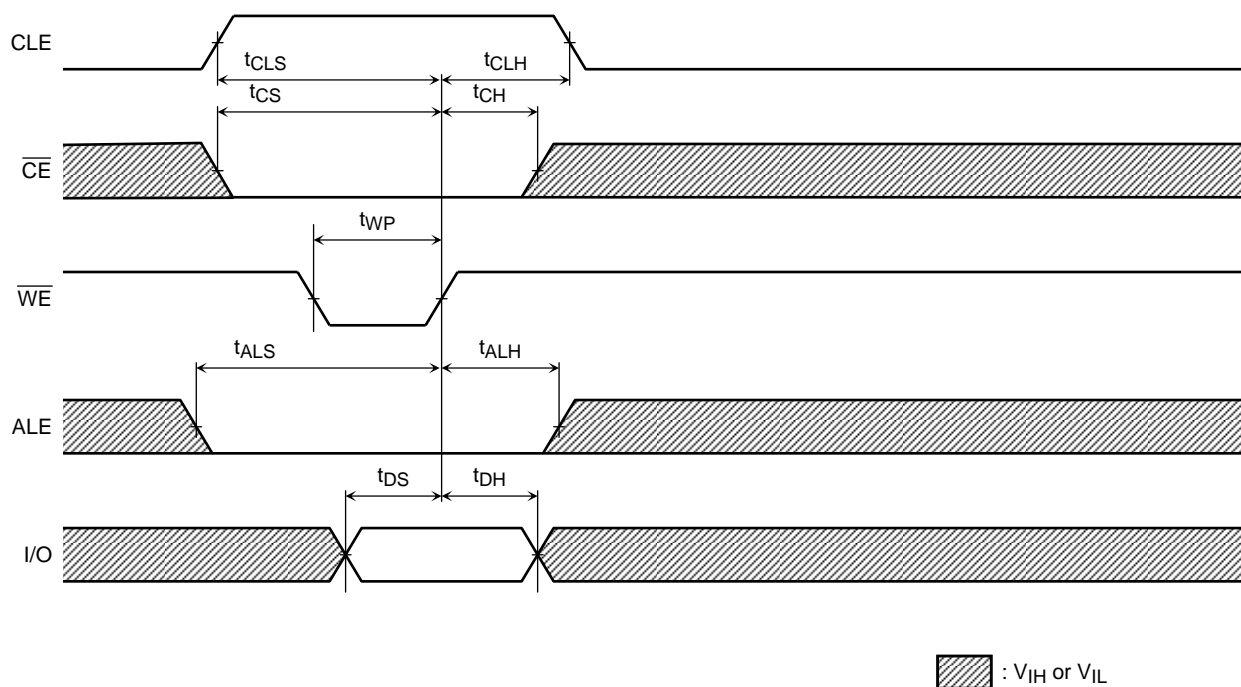 CLE
tCLS tCLH
tCS tCH
CE
tWP
WE
tALS tALH
ALE
tDS tDH
I/O
: VIH or VIL